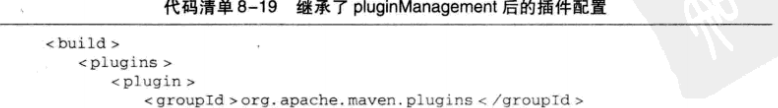 代码清单8-19 继承了 pluginManagement 后的插件配置
<build>
<plugins>
<plugin>
<groupId>org.apache.maven.plugins</groupId>